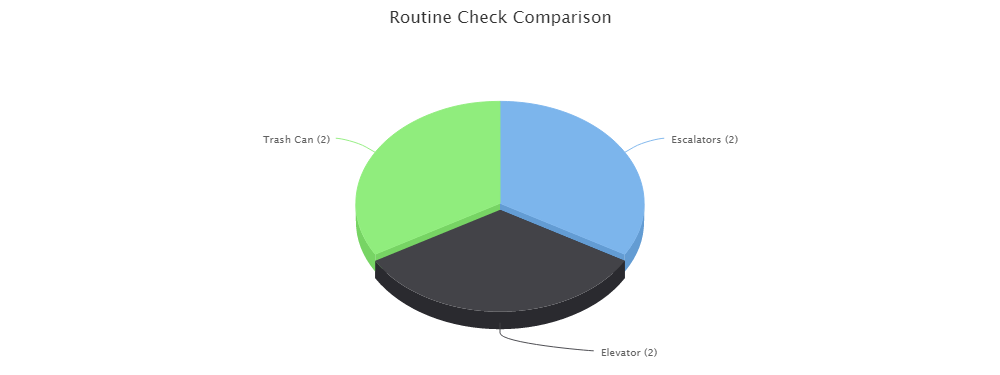 Routine Check Comparison
Trash Can (2)
Escalators (2)
Elevator (2)